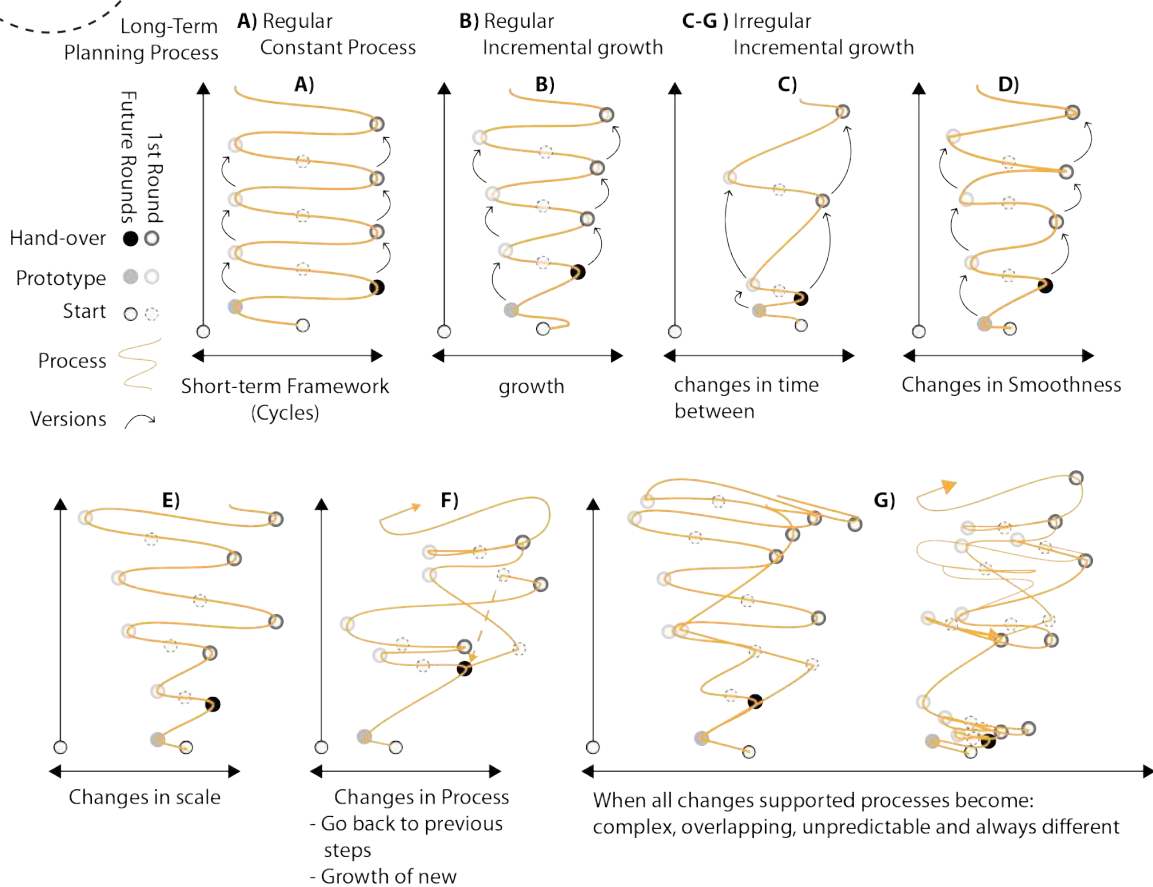 Long-Term
Planning Process
A) Regular
Constant Process
B) Regular
Incremental growth
C-G ) Irregular
Incremental growth
A)
B)
C)
D)
Future Rounds
1st Round
Hand-over
Prototype
Start
Process
Versions
Short-term Framework
(Cycles)
growth
changes in time
between
Changes in Smoothness
E)
F)
G)
Changes in scale
Changes in Process
- Go back to previous
steps
- Growth of new
When all changes supported processes become:
complex, overlapping, unpredictable and always different